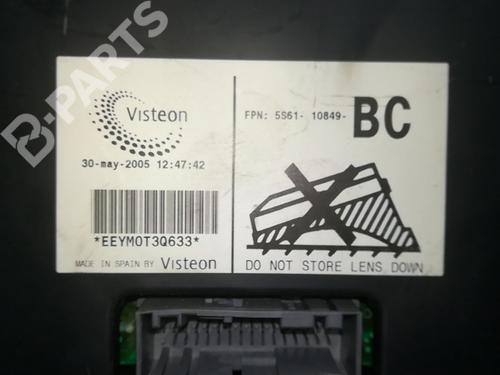 B-PARTS
Visteon
30-may-2005 12:47:42
*EEYM0T3Q633*
MADE IN SPAIN BY Visteon
FPN: 5S61- 10849- BC
DO NOT STORE LENS DOWN